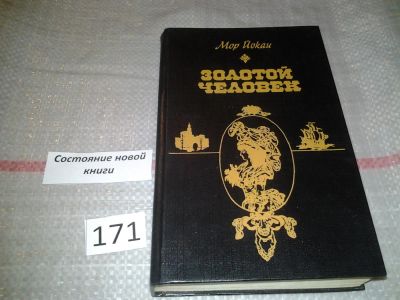 Мор Йокаи
ЗОЛОТОЙ
ЧЕЛОВЕК
Состояние новой
книги
171